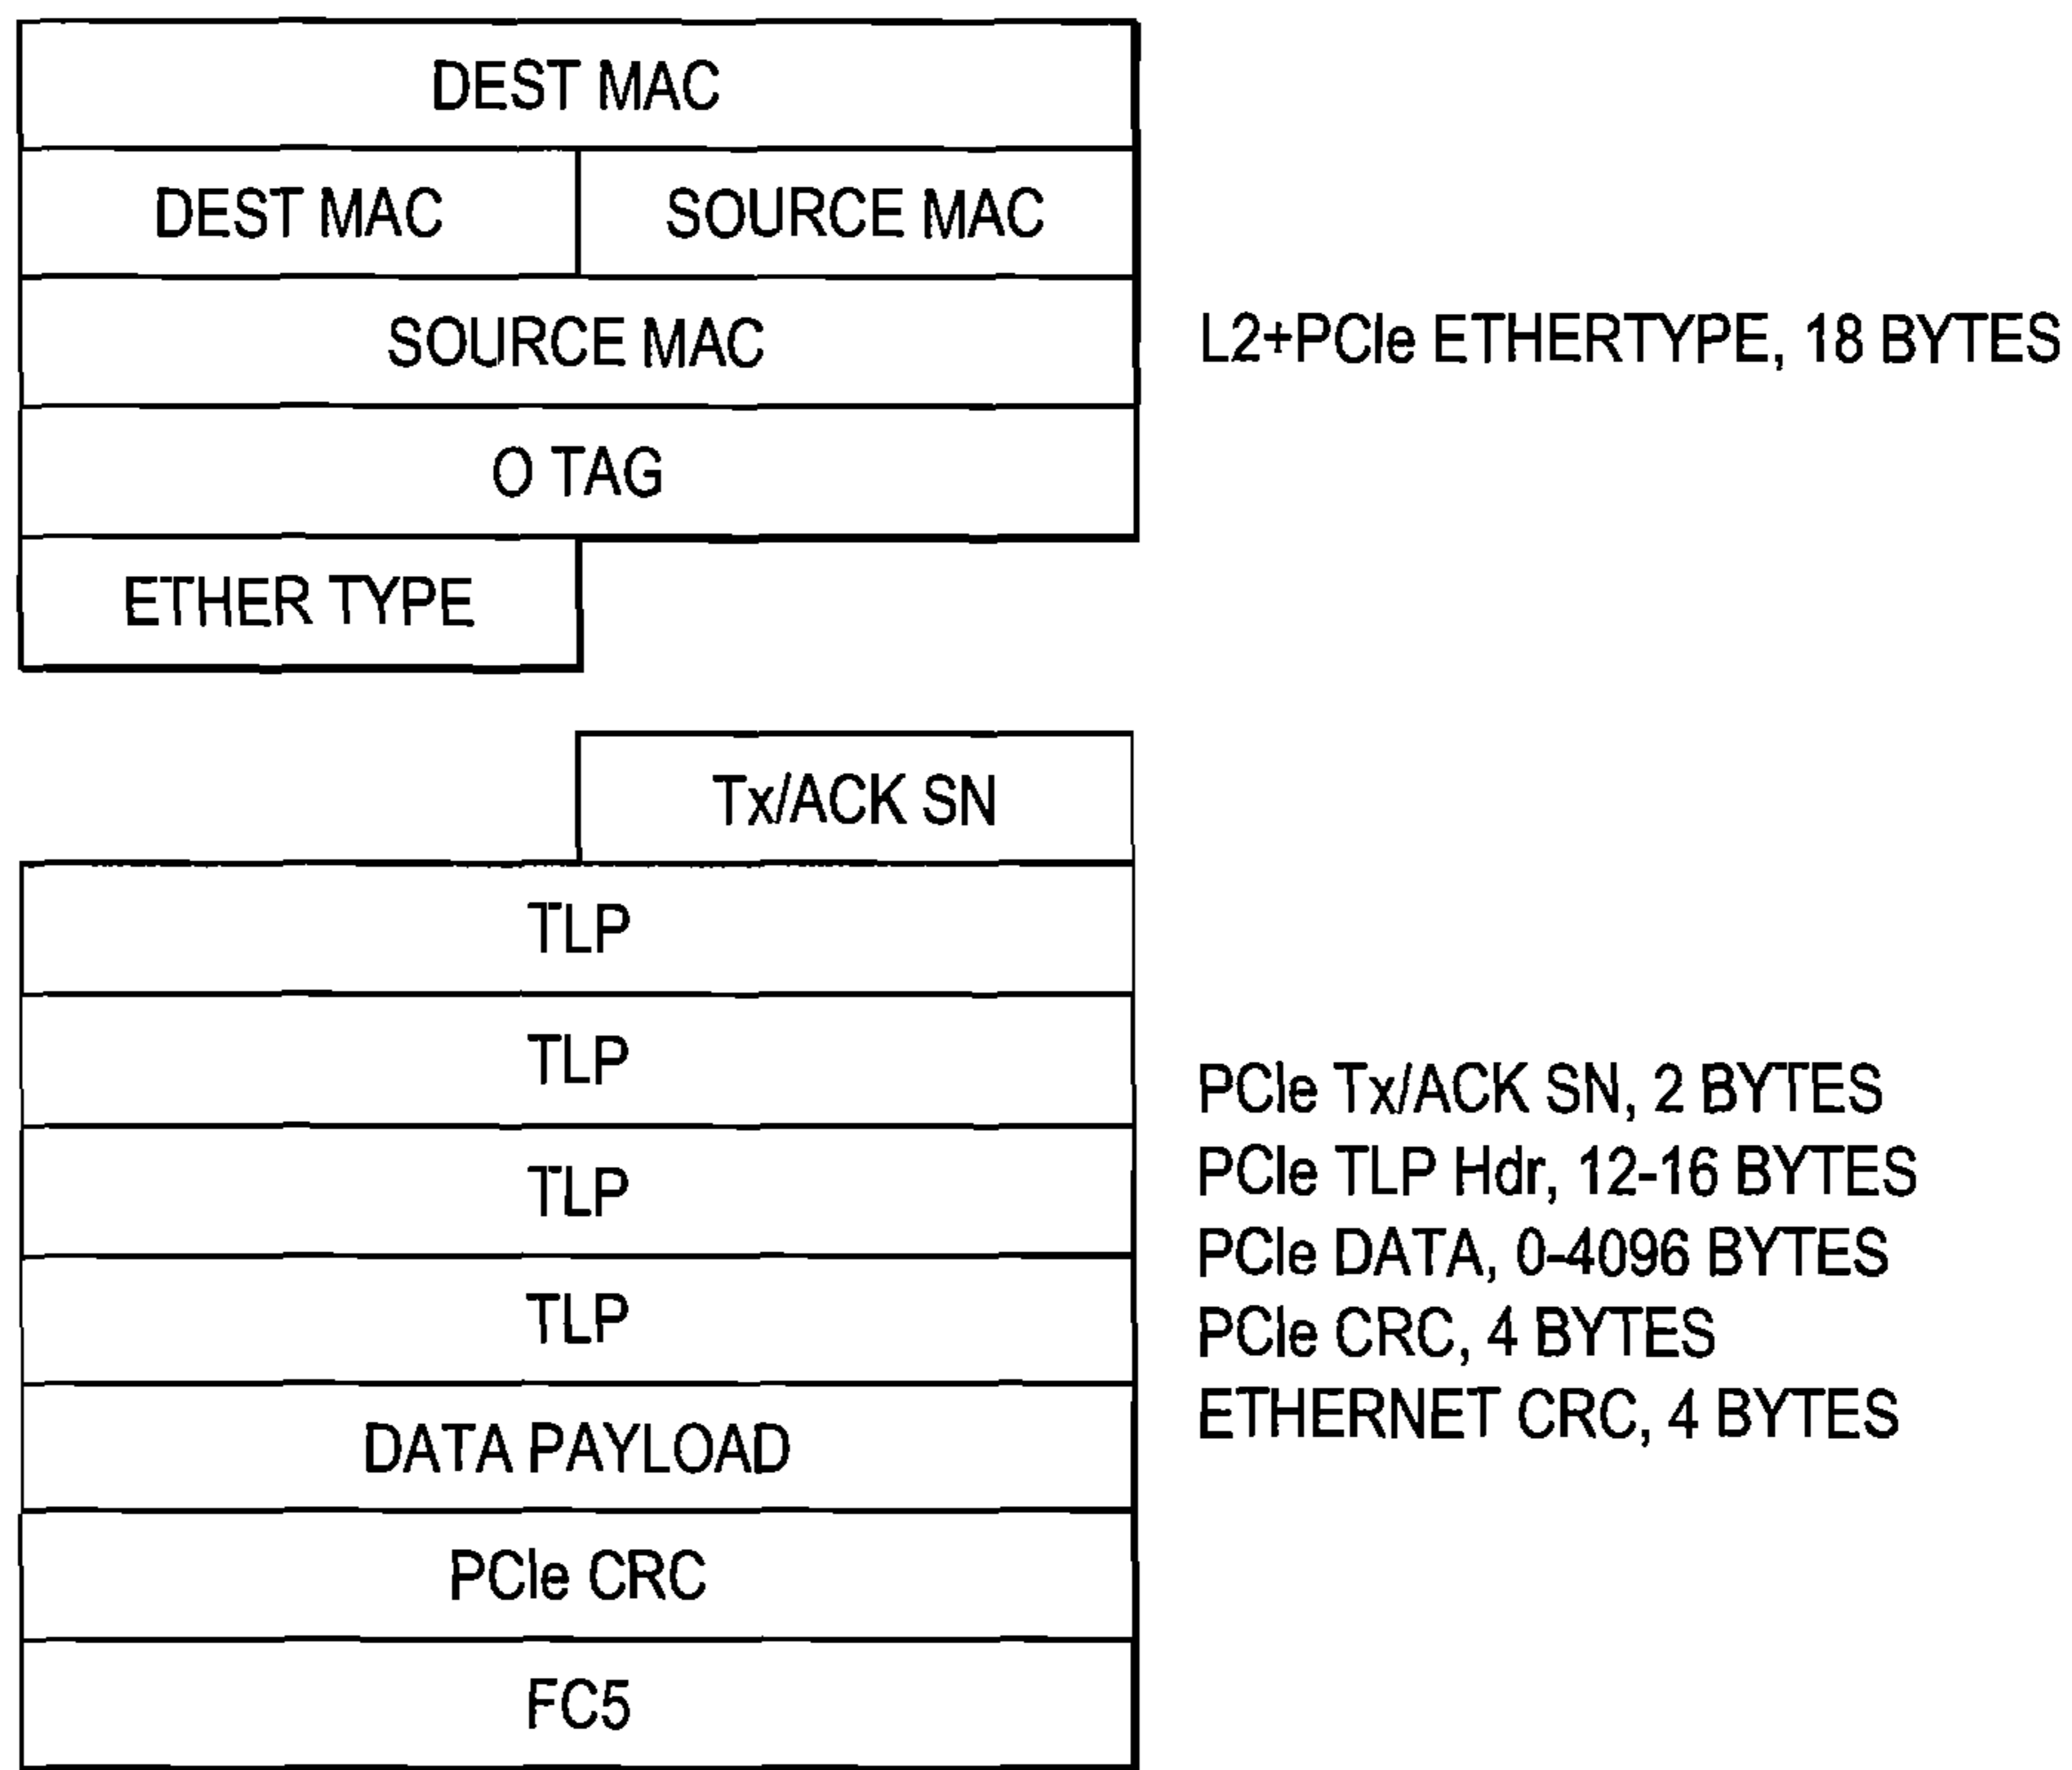 DEST MAC
DEST MAC SOURCE MAC
SOURCE MAC
L2+PCIe ETHERTYPE, 18 BYTES
O TAG
ETHER TYPE
Tx/ACK SN
TLP
TLP
TLP
TLP
DATA PAYLOAD
PCIe CRC
FC5
PCIe Tx/ACK SN, 2 BYTES
PCIe TLP Hdr, 12-16 BYTES
PCIe DATA, 0-4096 BYTES
PCIe CRC, 4 BYTES
ETHERNET CRC, 4 BYTES